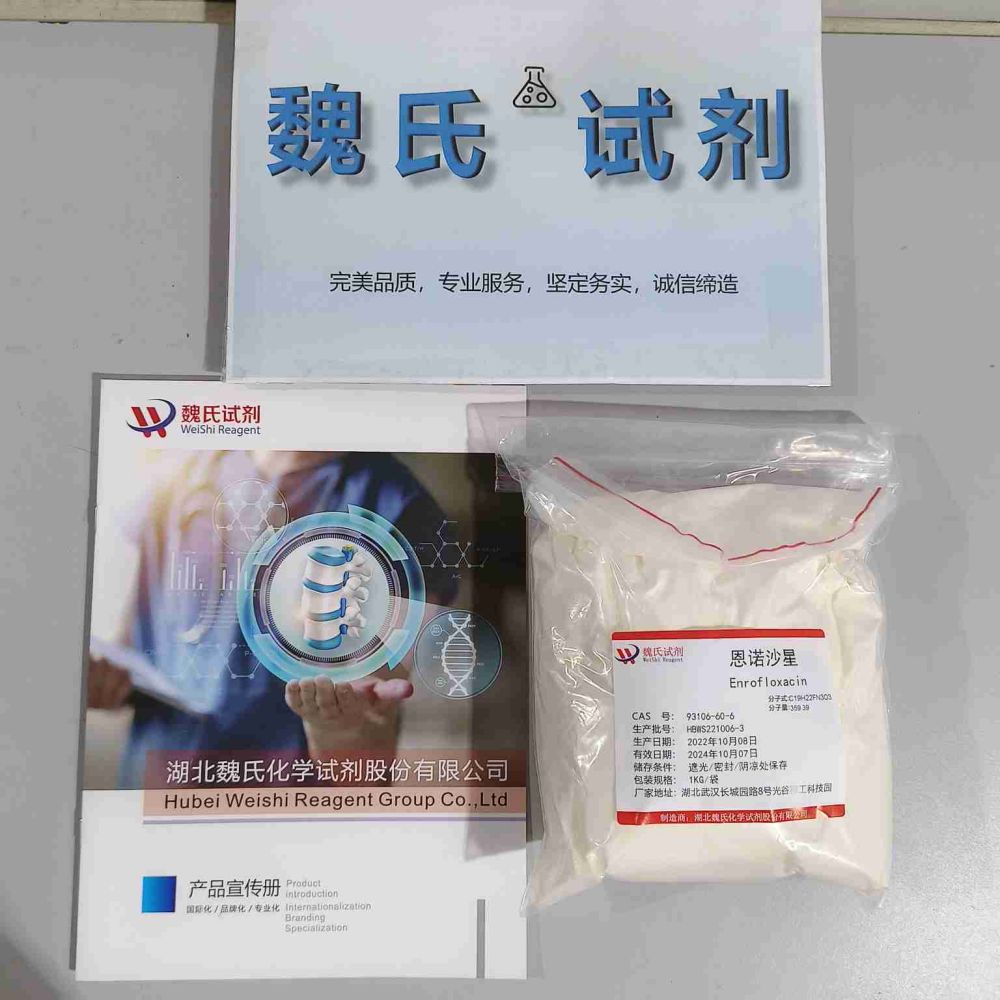 魏氏试剂
完美品质，专业服务，坚定务实，诚信缔造
魏氏试剂
WeiShi Reagent
湖北魏氏化学试剂股份有限公司
Hubei Weishi Reagent Group Co.,Ltd
产品宣传册
国际化/品牌化/专业化
Product
introduction
Internationalization
Branding
Specialization
魏氏试剂
WeiShi Reagent
恩诺沙星
Enrofloxacin
分子式:C19H22FN3O3
分子量:359.39
CAS 号: 93106-60-6
生产批号: HBWS221006-3
生产日期: 2022年10月08日
有效日期: 2024年10月07日
储存条件: 遮光/密封/阴凉处保存
包装规格: 1KG/袋
厂家地址: 湖北武汉长城园路8号光谷 工科技园
制造商: 湖北魏氏化学试剂股份有限公司